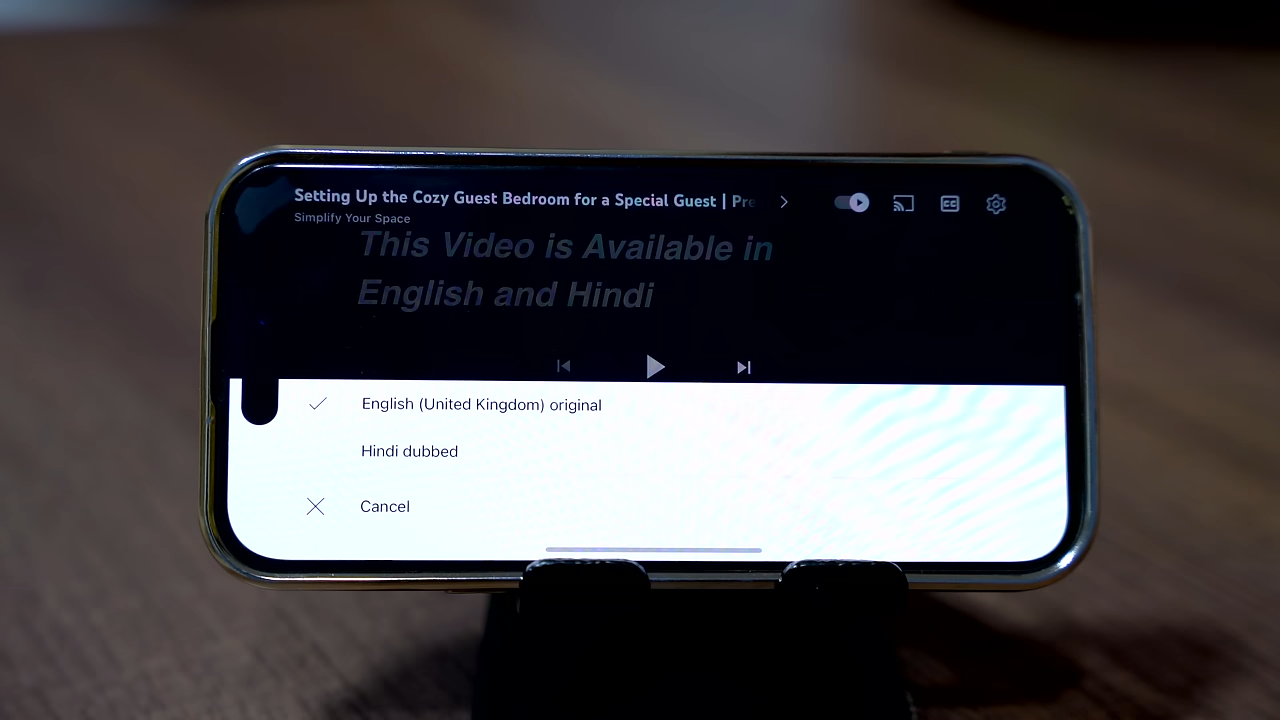 Setting Up the Cozy Guest Bedroom for a Special Guest | Pre
Simplify Your Space
CC
This Video is Available in
English and Hindi
English (United Kingdom) original
Hindi dubbed
Cancel